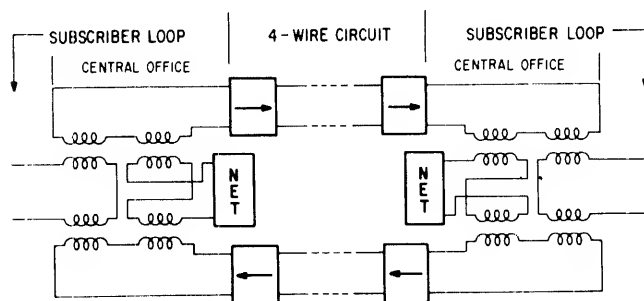 SUBSCRIBER LOOP
4-WIRE CIRCUIT
SUBSCRIBER LOOP
CENTRAL OFFICE
CENTRAL OFFICE
NET
NET